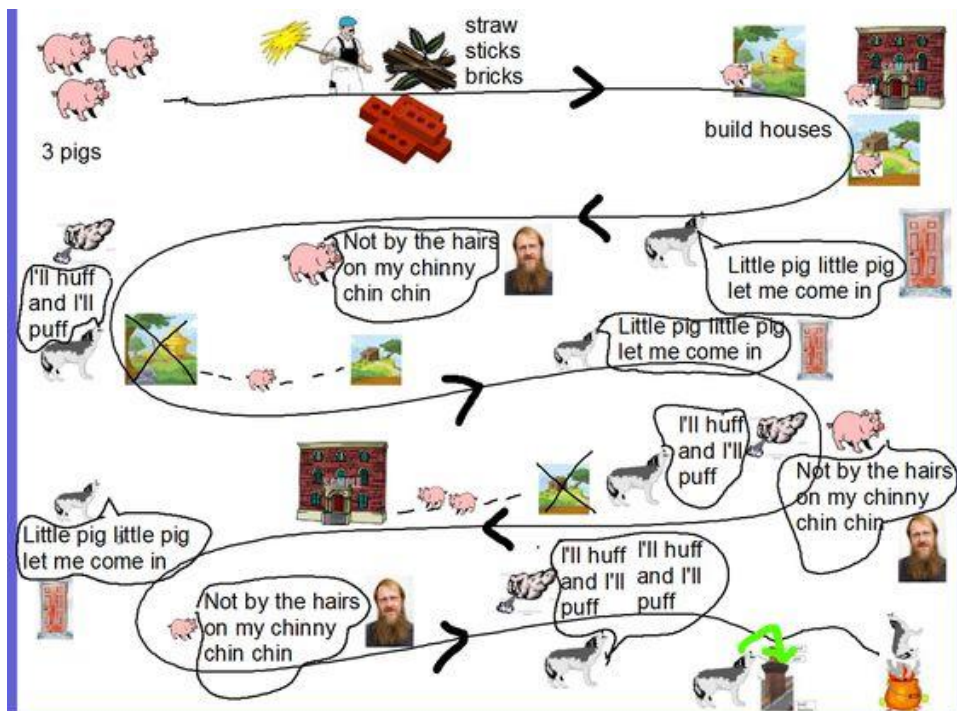 straw
sticks
bricks
3 pigs
build houses
Little pig little pig
let me come in
Not by the hairs
on my chinny
chin chin
I'll huff
and I'll
puff
Little pig little pig
let me come in
Not by the hairs
on my chinny
chin chin
I'll huff
and I'll
puff
Little pig little pig
let me come in
Not by the hairs
on my chinny
chin chin
I'll huff
and I'll
puff
I'll huff
and I'll
puff